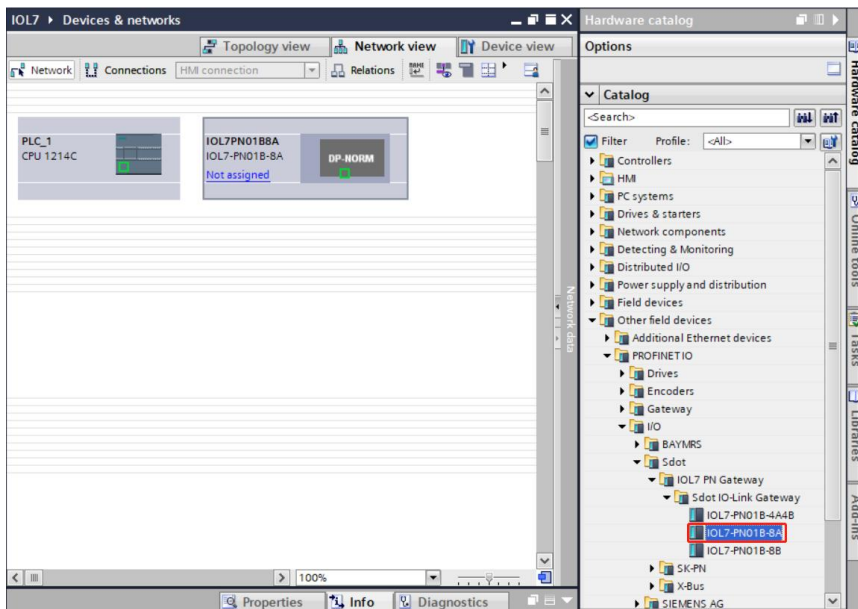 IOL7 ▸ Devices & networks
Topology view
Network view
Device view
Network
Connections
HMI connection
Relations
PLC_1
CPU 1214C
IOL7PN01B8A
IOL7-PN01B-8A
Not assigned
DP-NORM
Network data
100%
Properties
Info
Diagnostics
Hardware catalog
Options
Catalog
<Search>
Filter
Profile:
<All>
Controllers
HMI
PC systems
Drives & starters
Network components
Detecting & Monitoring
Distributed I/O
Power supply and distribution
Field devices
Other field devices
Additional Ethernet devices
PROFINET IO
Drives
Encoders
Gateway
I/O
BAYMRS
Sdot
IOL7 PN Gateway
Sdot IO-Link Gateway
IOL7-PN01B-4A4B
IOL7-PN01B-8A
IOL7-PN01B-8B
SK-PN
X-Bus
SIEMENS AG
Hardware catalog
Online tools
Tasks
Libraries
Add-ins